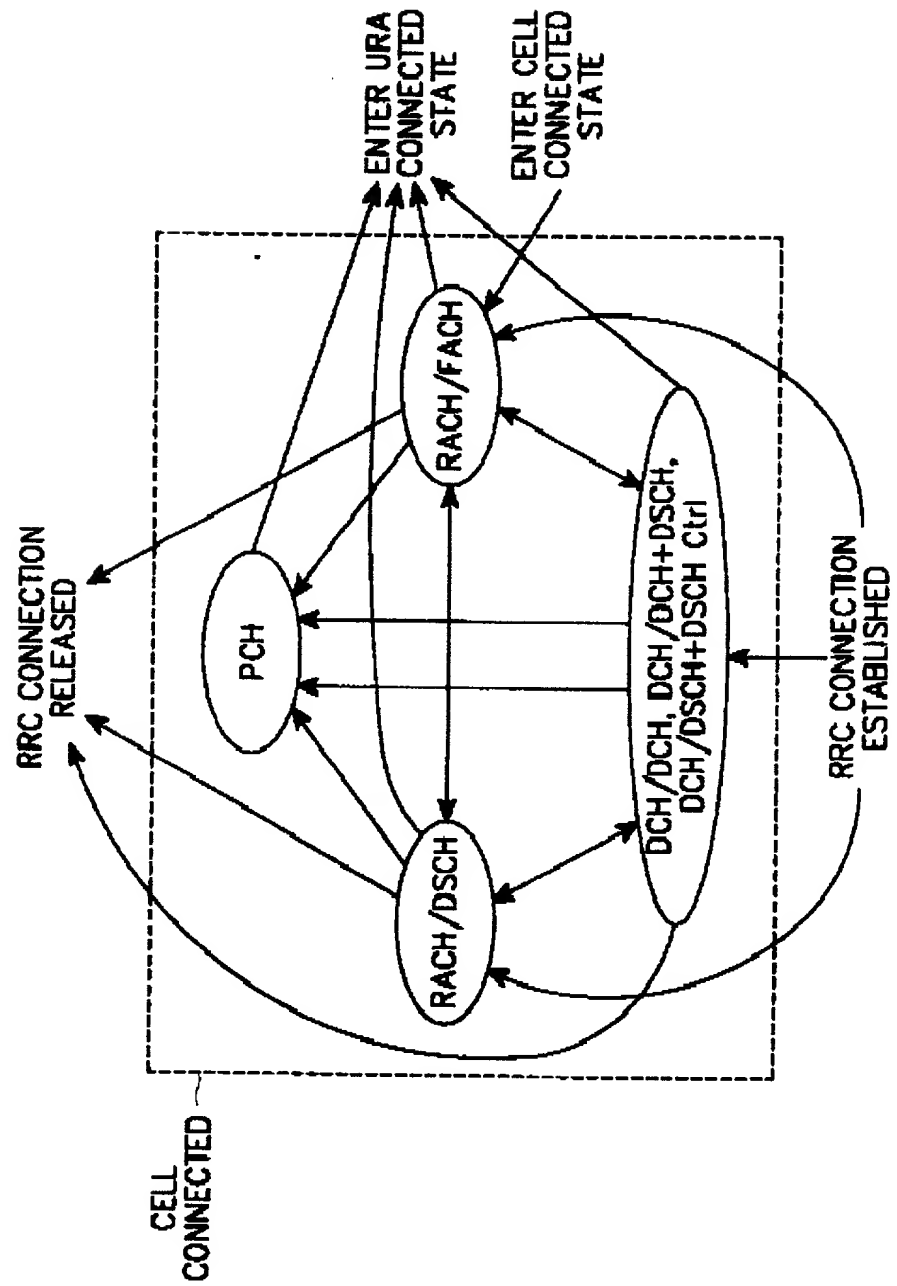 CELL
CONNECTED
RRC CONNECTION
RELEASED
PCH
RACH/DSCH
RACH/FACH
DCH/DCH, DCH/DCH+DSCH,
DCH/DSCH+DSCH Ctrl
RRC CONNECTION
ESTABLISHED
ENTER URA
CONNECTED
STATE
ENTER CELL
CONNECTED
STATE